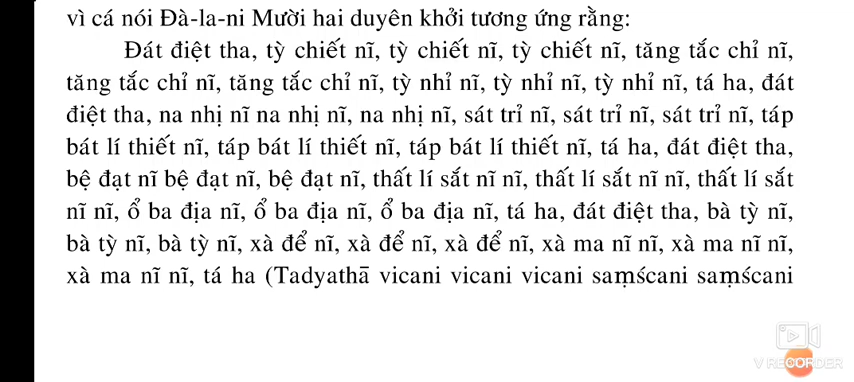 vì cá nói Đà-la-ni Mười hai duyên khởi tương ứng rằng:
Đát điệt tha, tỳ chiết nĩ, tỳ chiết nĩ, tỳ chiết nĩ, tăng tắc chỉ nĩ,
tăng tắc chỉ nĩ, tăng tắc chỉ nĩ, tỳ nhỉ nĩ, tỳ nhỉ nĩ, tỳ nhỉ nĩ, tá ha, đát
điệt tha, na nhị nĩ na nhị nĩ, na nhị nĩ, sát trỉ nĩ, sát trỉ nĩ, sát trỉ nĩ, táp
bát lí thiết nĩ, táp bát lí thiết nĩ, táp bát lí thiết nĩ, tá ha, đát điệt tha,
bệ đạt nĩ bệ đạt nĩ, bệ đạt nĩ, thất lí sắt nĩ nĩ, thất lí sắt nĩ nĩ, thất lí sắt
nĩ nĩ, ổ ba địa nĩ, ổ ba địa nĩ, ổ ba địa nĩ, tá ha, đát điệt tha, bà tỳ nĩ,
bà tỳ nĩ, bà tỳ nĩ, xà để nĩ, xà để nĩ, xà để nĩ, xà ma nĩ nĩ, xà ma nĩ nĩ,
xà ma nĩ nĩ, tá ha (Tadyathā vicani vicani vicani saṃścani saṃścani
V RECORDER